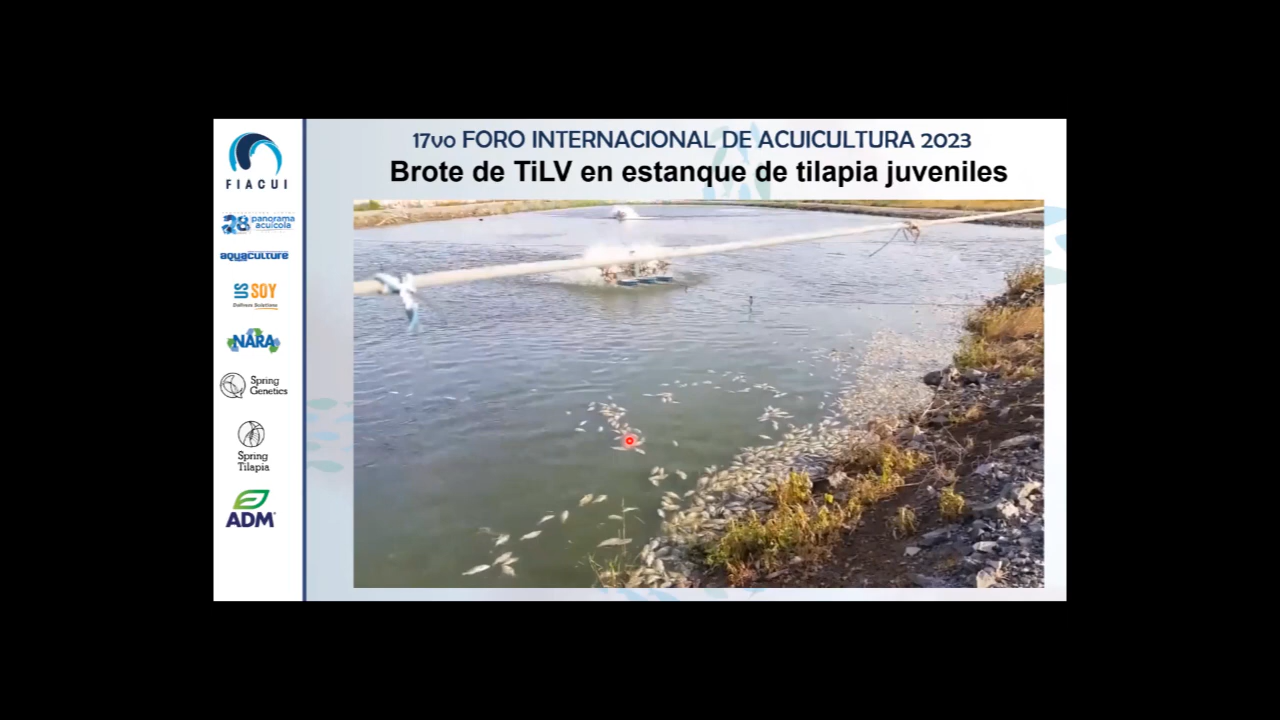 17vo FORO INTERNACIONAL DE ACUICULTURA 2023
Brote de TiLV en estanque de tilapia juveniles
FIACUI
28 panorama
acuícola
aquaculture
US
SOY
NARA
Spring
Genetics
Spring
Tilapia
ADM